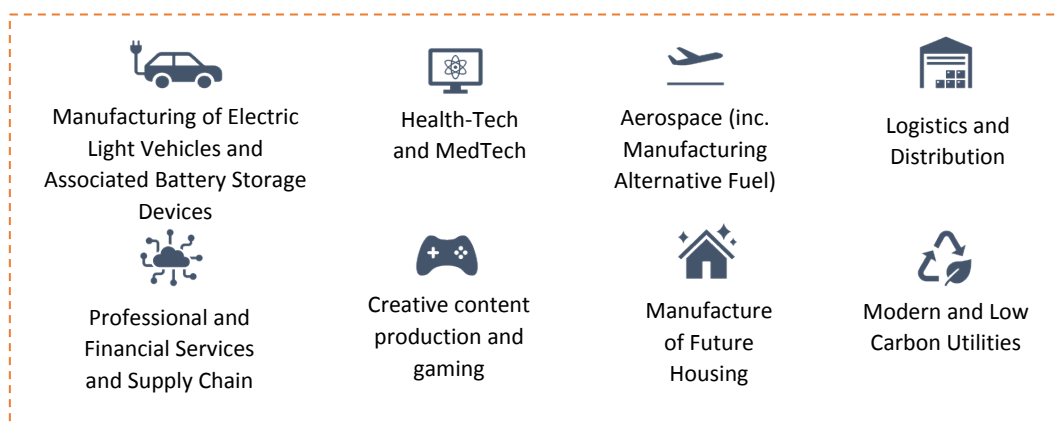 Manufacturing of Electric
Light Vehicles and
Associated Battery Storage
Devices
Health-Tech
and MedTech
Aerospace (inc.
Manufacturing
Alternative Fuel)
Logistics and
Distribution
Professional and
Financial Services
and Supply Chain
Creative content
production and
gaming
Manufacture
of Future
Housing
Modern and Low
Carbon Utilities